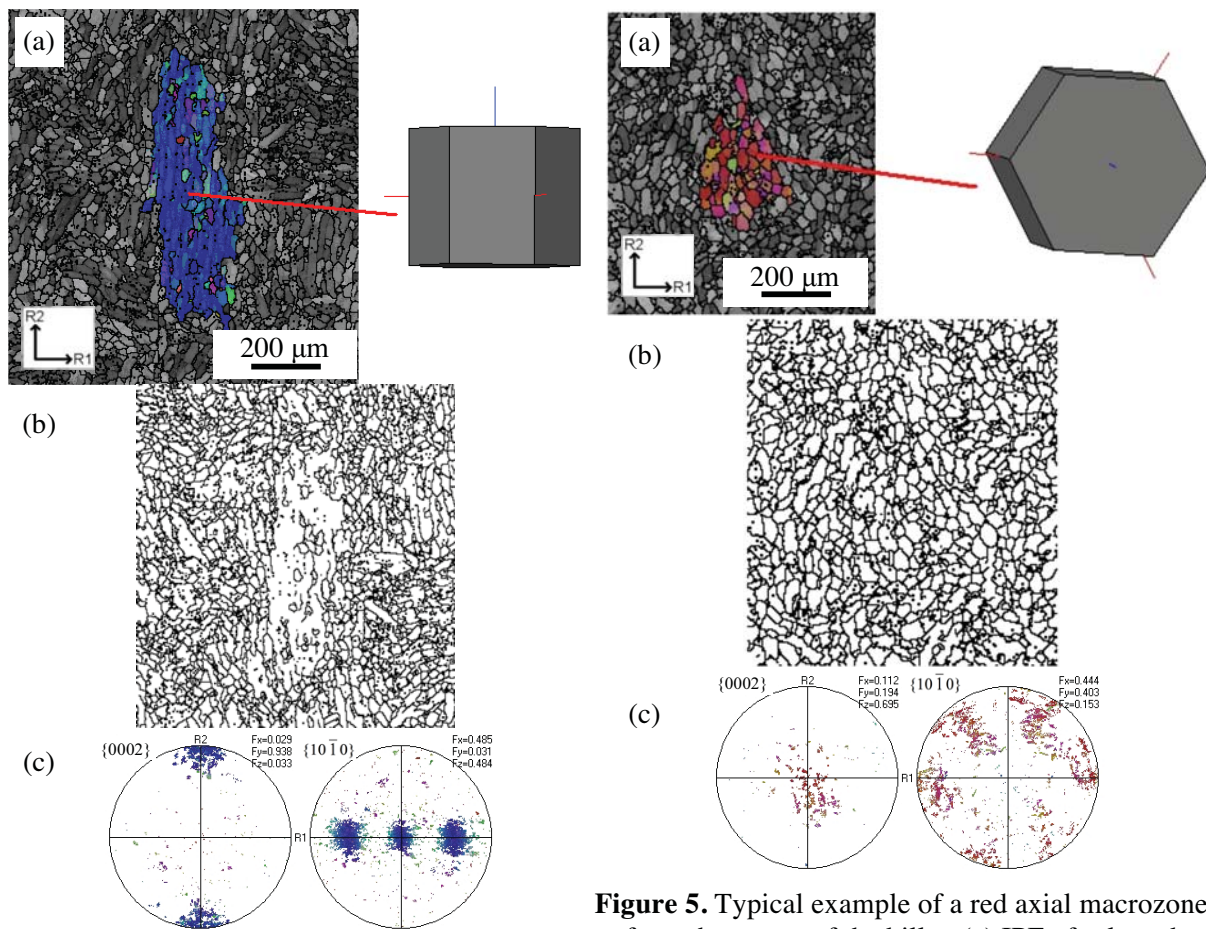 (a)
R2
R1
200 μm
(b)
(c)
{0002}
R2
Fx=0.029
Fy=0.938
Fz=0.033
R1
{10 1̅ 0}
Fx=0.485
Fy=0.031
Fz=0.484
(a)
R2
R1
200 μm
(b)
(c)
{0002}
R2
Fx=0.112
Fy=0.194
Fz=0.695
R1
{10 1̅ 0}
Fx=0.444
Fy=0.403
Fz=0.153
Figure 5. Typical example of a red axial macrozone